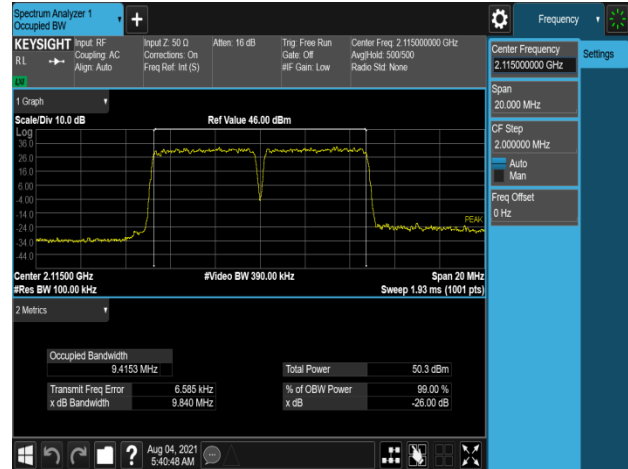 Spectrum Analyzer 1
Occupied BW
Frequency
KEYSIGHT
RL
Input: RF
Coupling: AC
Align: Auto
Input Z: 50 Ω
Corrections: On
Freq Ref: Int (S)
Atten: 16 dB
Trig: Free Run
Gate: Off
#IF Gain: Low
Center Freq: 2.115000000 GHz
Avg|Hold: 500/500
Radio Std: None
LW
1 Graph
Scale/Div 10.0 dB
Ref Value 46.00 dBm
Log
36.0
26.0
16.0
6.00
-4.00
-14.0
-24.0
-34.0
-44.0
PEAK
Center 2.11500 GHz
#Video BW 390.00 kHz
Span 20 MHz
#Res BW 100.00 kHz
Sweep 1.93 ms (1001 pts)
2 Metrics
Occupied Bandwidth
9.4153 MHz
Total Power
50.3 dBm
Transmit Freq Error
6.585 kHz
% of OBW Power
99.00 %
x dB Bandwidth
9.840 MHz
x dB
-26.00 dB
Center Frequency
2.115000000 GHz
Settings
Span
20.000 MHz
CF Step
2.000000 MHz
Auto
Man
Freq Offset
0 Hz
?
Aug 04, 2021
5:40:48 AM